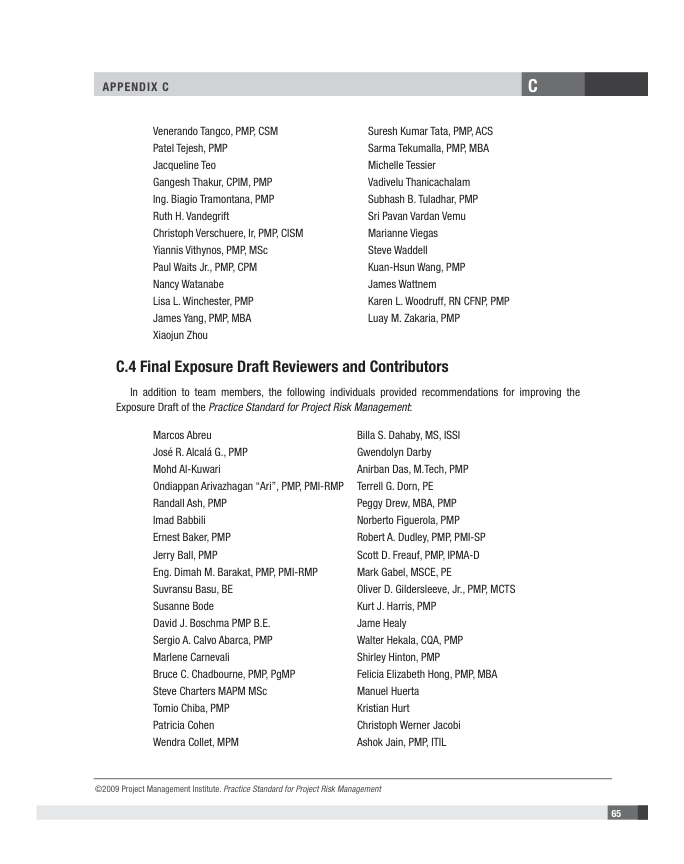 APPENDIX C
C
Venerando Tangco, PMP, CSM
Patel Tejesh, PMP
Jacqueline Teo
Gangesh Thakur, CPIM, PMP
Ing. Biagio Tramontana, PMP
Ruth H. Vandegrift
Christoph Verschuere, Ir, PMP, CISM
Yiannis Vithynos, PMP, MSc
Paul Waits Jr., PMP, CPM
Nancy Watanabe
Lisa L. Winchester, PMP
James Yang, PMP, MBA
Xiaojun Zhou
Suresh Kumar Tata, PMP, ACS
Sarma Tekumalla, PMP, MBA
Michelle Tessier
Vadivelu Thanicachalam
Subhash B. Tuladhar, PMP
Sri Pavan Vardan Vemu
Marianne Viegas
Steve Waddell
Kuan-Hsun Wang, PMP
James Wattnem
Karen L. Woodruff, RN CFNP, PMP
Luay M. Zakaria, PMP
C.4 Final Exposure Draft Reviewers and Contributors
In addition to team members, the following individuals provided recommendations for improving the
Exposure Draft of the Practice Standard for Project Risk Management:
Marcos Abreu
José R. Alcalá G., PMP
Mohd Al-Kuwari
Ondiappan Arivazhagan “Ari”, PMP, PMI-RMP
Randall Ash, PMP
Imad Babbili
Ernest Baker, PMP
Jerry Ball, PMP
Eng. Dimah M. Barakat, PMP, PMI-RMP
Suvransu Basu, BE
Susanne Bode
David J. Boschma PMP B.E.
Sergio A. Calvo Abarca, PMP
Marlene Carnevali
Bruce C. Chadbourne, PMP, PgMP
Steve Charters MAPM MSc
Tomio Chiba, PMP
Patricia Cohen
Wendra Collet, MPM
Billa S. Dahaby, MS, ISSI
Gwendolyn Darby
Anirban Das, M.Tech, PMP
Terrell G. Dorn, PE
Peggy Drew, MBA, PMP
Norberto Figuerola, PMP
Robert A. Dudley, PMP, PMI-SP
Scott D. Freauf, PMP, IPMA-D
Mark Gabel, MSCE, PE
Oliver D. Gildersleeve, Jr., PMP, MCTS
Kurt J. Harris, PMP
Jame Healy
Walter Hekala, CQA, PMP
Shirley Hinton, PMP
Felicia Elizabeth Hong, PMP, MBA
Manuel Huerta
Kristian Hurt
Christoph Werner Jacobi
Ashok Jain, PMP, ITIL
©2009 Project Management Institute. Practice Standard for Project Risk Management
65